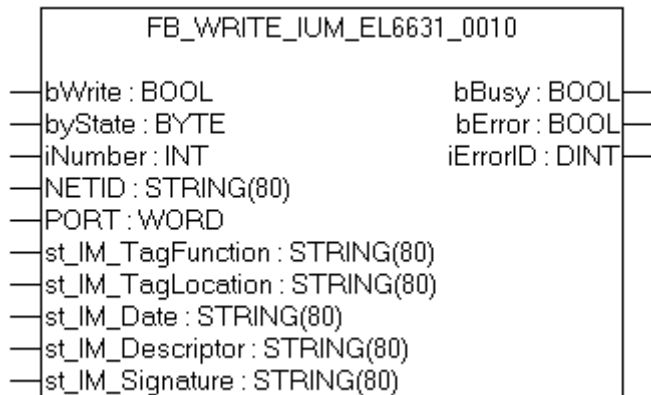 FB_WRITE_IUM_EL6631_0010
bWrite : BOOL bBusy : BOOL
byState : BYTE bError : BOOL
iNumber : INT iErrorID : DINT
NETID : STRING(80)
PORT : WORD
st_IM_TagFunction : STRING(80)
st_IM_TagLocation : STRING(80)
st_IM_Date : STRING(80)
st_IM_Descriptor : STRING(80)
st_IM_Signature : STRING(80)